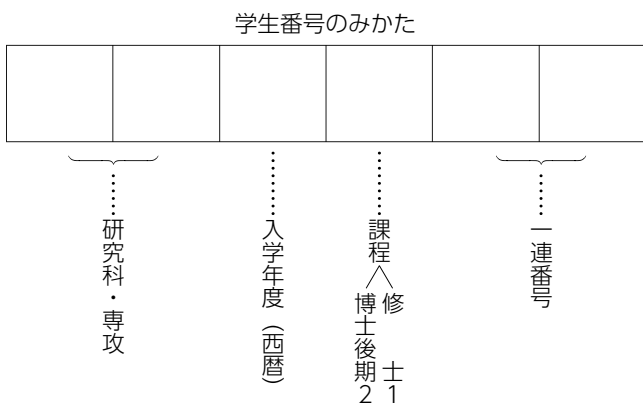 学生番号のみかた
研究科・専攻
入学年度(西暦)
課程
修士1
博士後期2
一連番号